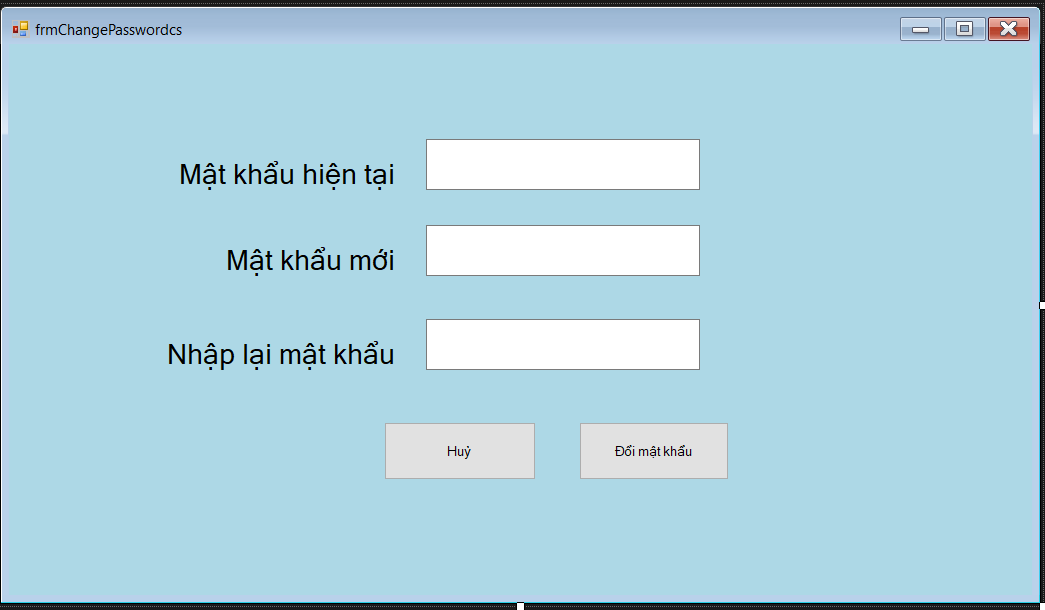 frmChangePasswordcs
Mật khẩu hiện tại
Mật khẩu mới
Nhập lại mật khẩu
Huỷ
Đổi mật khẩu